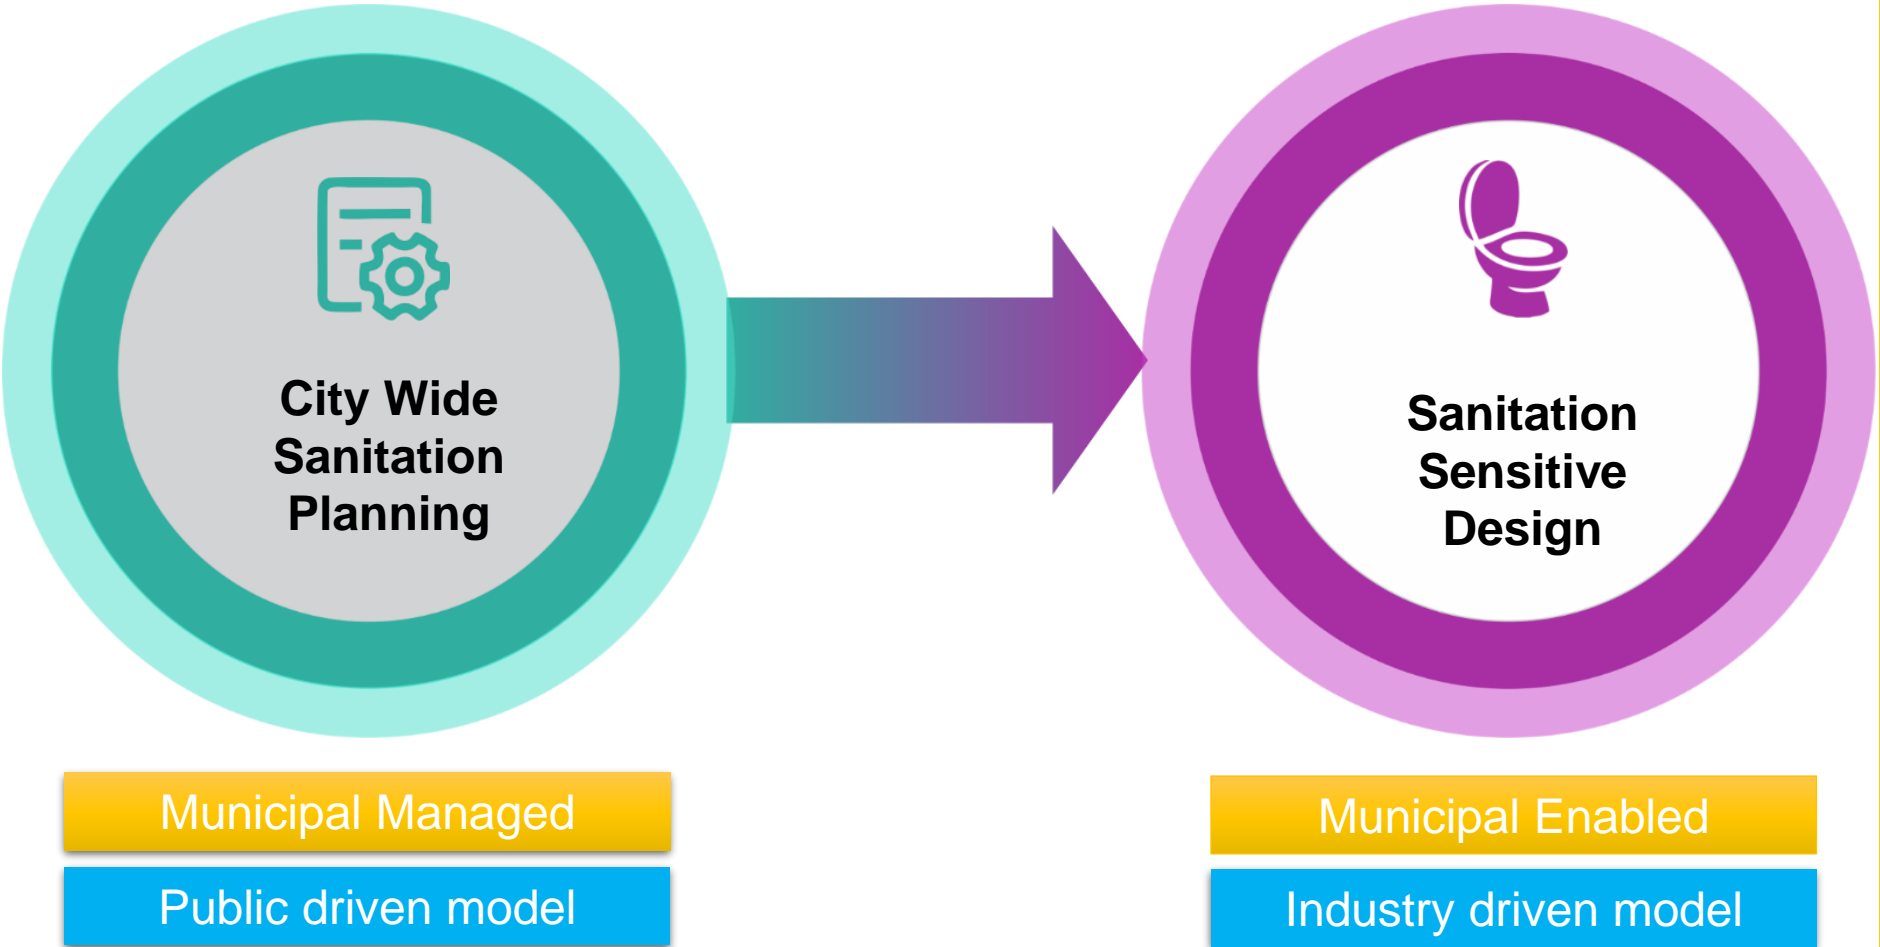 City Wide
Sanitation
Planning
Sanitation
Sensitive
Design
Municipal Managed
Public driven model
Municipal Enabled
Industry driven model